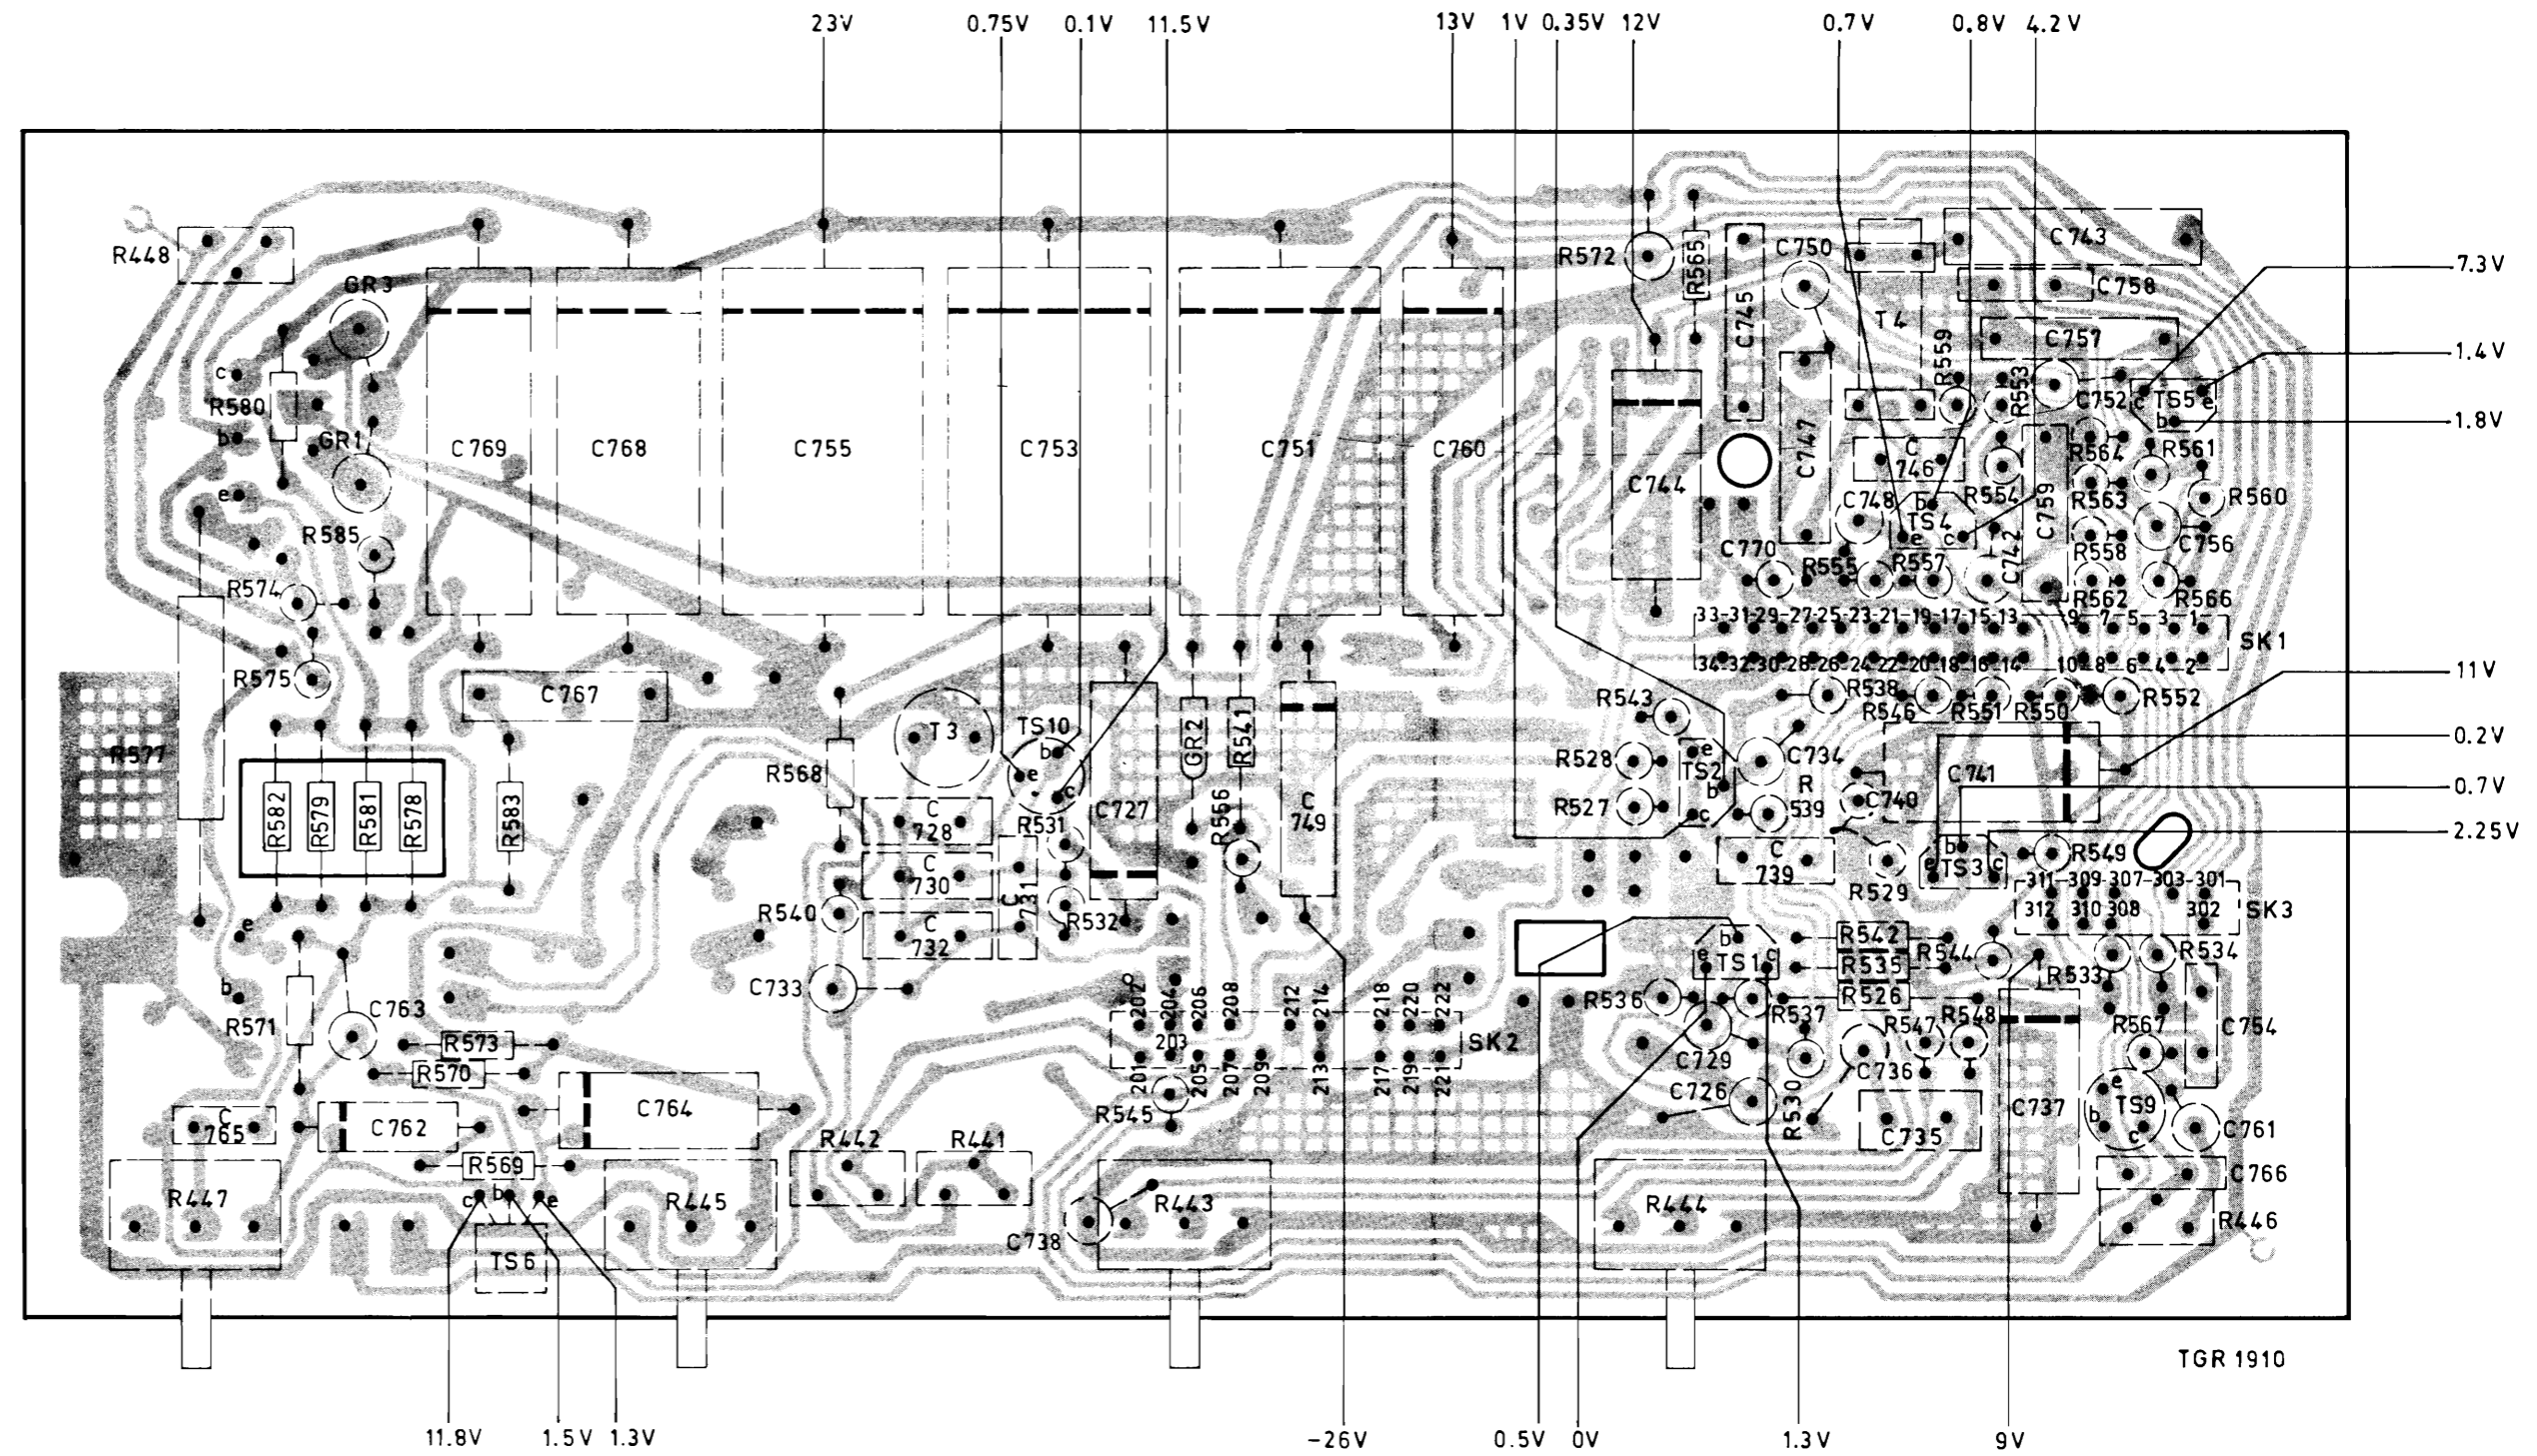 23V 0.75V 0.1V 11.5V 13V 1V 0.35V 12V 0.7V 0.8V 4.2V
R448
GR3
R572
R565
C750
C743
7.3V
C758
C745
T4
C757
1.4V
c
R580
R559
R553
C752
c TS5 e
b
1.8V
b
GR1
C769
C768
C755
C753
C751
C760
C747
C
746
R564
R561
e
C744
C748
R554
C759
R563
R560
b
TS4
e c
R585
C770
R555
R557
C742
R558
C756
R574
R562
R566
33-31-29-27-25-23-21-19-17-15-13
9-7-5-3-1
SK1
34-32-30-28-26-24-22-20-18-16-14
10-8-6-4-2
R575
C767
11V
R543
R538
R546
R551
R550
R552
T3
TS10
b
e
c
GR2
R541
0.2V
R577
R568
R528
e
TS2
b
c
C734
C741
0.7V
R582
R579
R581
R578
R583
C
728
R531
C727
R556
C
749
R527
R
539
C740
2.25V
C
730
C
731
C
739
R529
b
e TS3 c
R549
311-309-307-303-301
312 310 308 302
SK3
R540
R532
C
732
e
b
e TS1 c
R542
R544
R535
R533
R534
C733
b
R571
C763
R536
R526
R537
202 204 206 208 212 214 218 220 222
203
SK2
201 205 207 209 213 217 219 221
R573
R570
C729
R547
R548
R567
C754
C726
C736
R530
C764
R545
C737
e
TS9
b
c
C
765
C762
C735
C761
R442
R441
R569
C766
R447
c b e
R445
R443
R444
R446
C738
TS6
TGR 1910
11.8V 1.5V 1.3V -26V 0.5V 0V 1.3V 9V